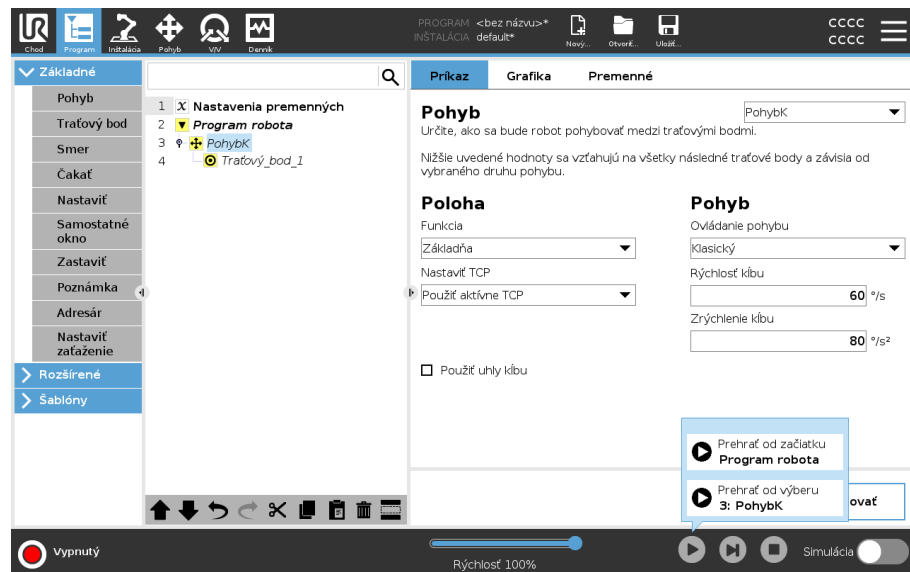 UR
Chod
Program
Inštalácia
Pohyb
V/V
Denník
PROGRAM <bez názvu>*
INŠTALÁCIA default*
Nový...
Otvoriť...
Uložiť...
CCCC
CCCC
Základné
Pohyb
Traťový bod
Smer
Čakať
Nastaviť
Samostatné
okno
Zastaviť
Poznámka
Adresár
Nastaviť
zaťaženie
Rozšírené
Šablóny
1 x Nastavenia premenných
2 Program robota
3 PohybK
4 Traťový_bod_1
Príkaz Grafika Premenné
Pohyb
PohybK
Určite, ako sa bude robot pohybovať medzi traťovými bodmi.
Nižšie uvedené hodnoty sa vzťahujú na všetky následné traťové body a závisia od
vybraného druhu pohybu.
Poloha
Funkcia
Základňa
Nastaviť TCP
Použiť aktívne TCP
Použiť uhly kĺbu
Pohyb
Ovládanie pohybu
Klasický
Rýchlosť kĺbu
60 °/s
Zrýchlenie kĺbu
80 °/s²
Prehrať od začiatku
Program robota
Prehrať od výberu
3: PohybK
ovať
Vypnutý
Rýchlosť 100%
Simulácia